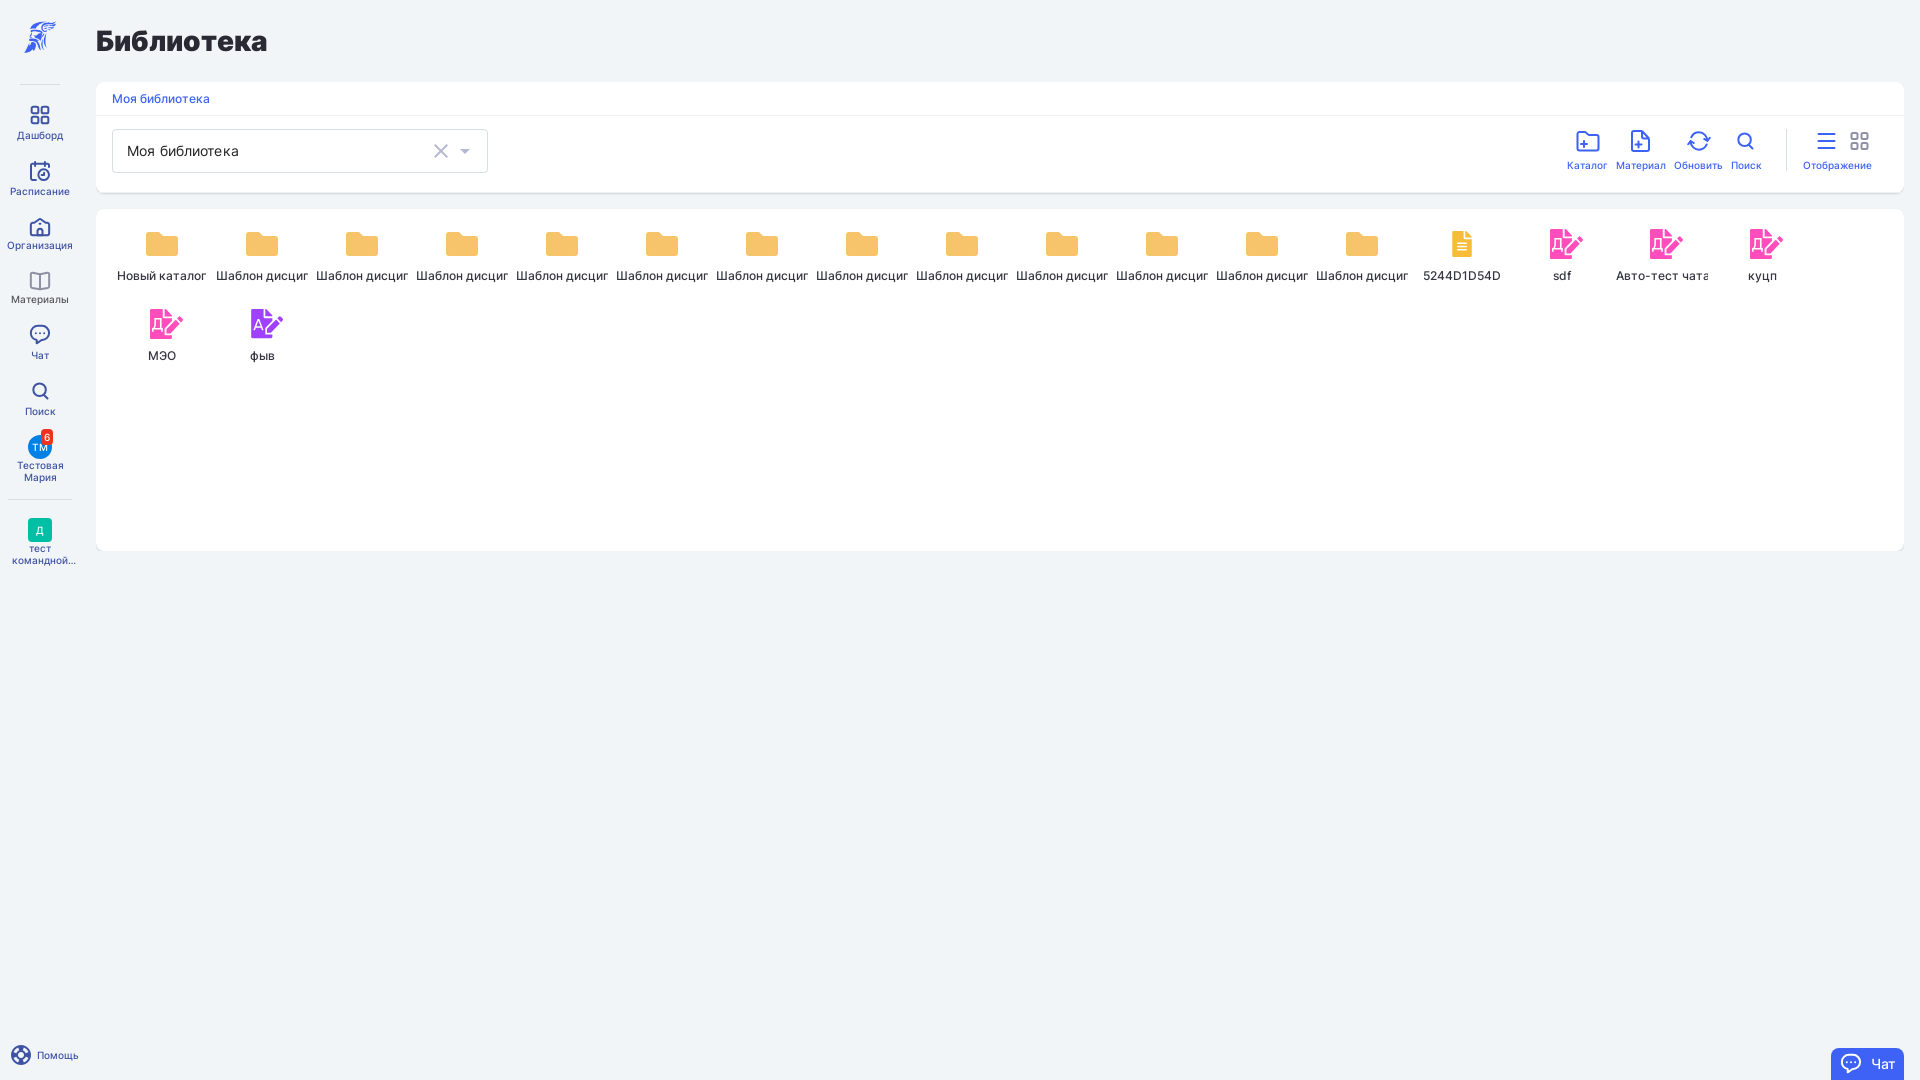 Библиотека
Моя библиотека
Моя библиотека
Каталог
Материал
Обновить
Поиск
Отображение
Дашборд
Расписание
Организация
Материалы
Чат
Поиск
ТМ
6
Тестовая
Мария
Д
тест
командной...
Помощь
Новый каталог
Шаблон дисциг
Шаблон дисциг
Шаблон дисциг
Шаблон дисциг
Шаблон дисциг
Шаблон дисциг
Шаблон дисциг
Шаблон дисциг
Шаблон дисциг
Шаблон дисциг
Шаблон дисциг
Шаблон дисциг
5244D1D54D
Д
sdf
Д
Авто-тест чата
Д
куцп
Д
МЭО
А
фыв
Чат